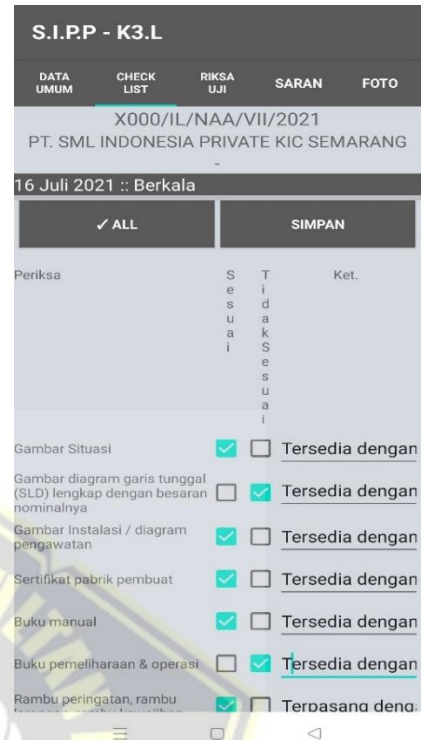 S.I.P.P - K3.L
DATA UMUM
CHECK LIST
RIKSA UJI
SARAN
FOTO
X000/IL/NAA/VII/2021
PT. SML INDONESIA PRIVATE KIC SEMARANG
-
16 Juli 2021 :: Berkala
✓ ALL
SIMPAN
Periksa
Sesuai
TidakSesuai
Ket.
Gambar Situasi
Tersedia dengan
Gambar diagram garis tunggal
(SLD) lengkap dengan besaran
nominalnya
Tersedia dengan
Gambar Instalasi / diagram
pengawatan
Tersedia dengan
Sertifikat pabrik pembuat
Tersedia dengan
Buku manual
Tersedia dengan
Buku pemeliharaan & operasi
Tersedia dengan
Rambu peringatan, rambu
Terpasang deng